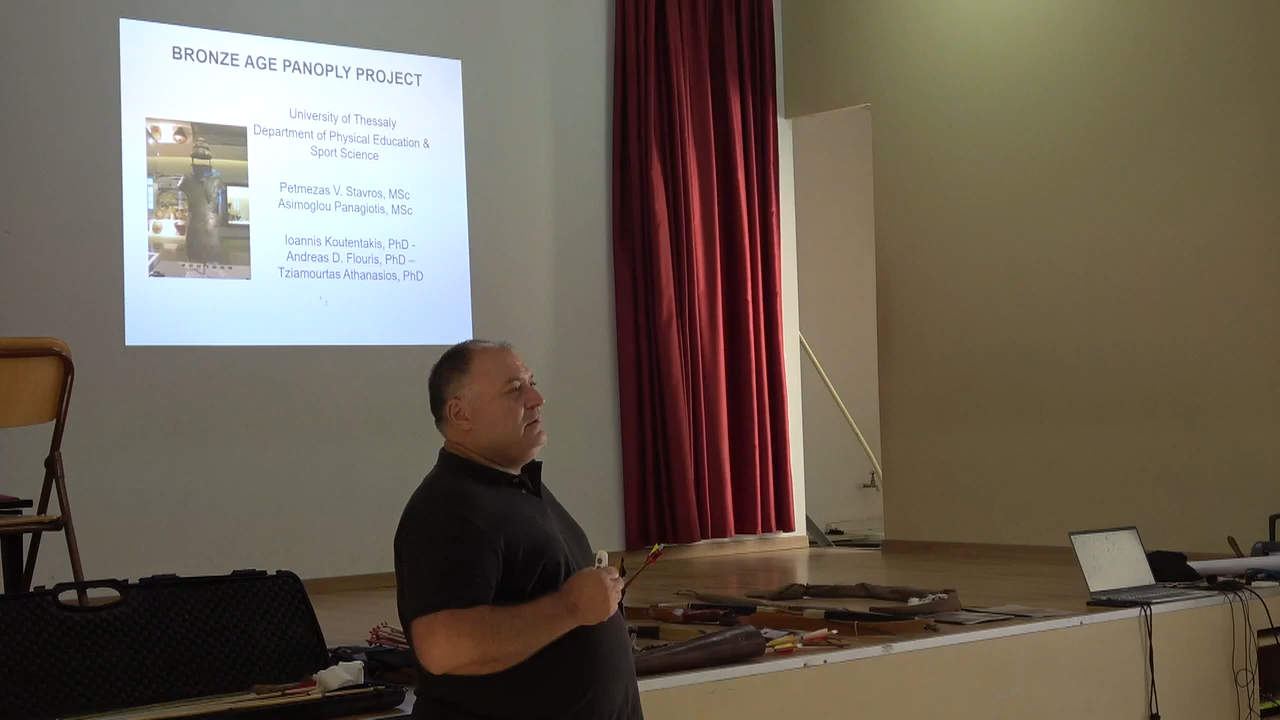 BRONZE AGE PANOPLY PROJECT
University of Thessaly
Department of Physical Education &
Sport Science
Petmezas V. Stavros, MSc
Asimoglou Panagiotis, MSc
Ioannis Koutentakis, PhD -
Andreas D. Flouris, PhD –
Tziamourtas Athanasios, PhD